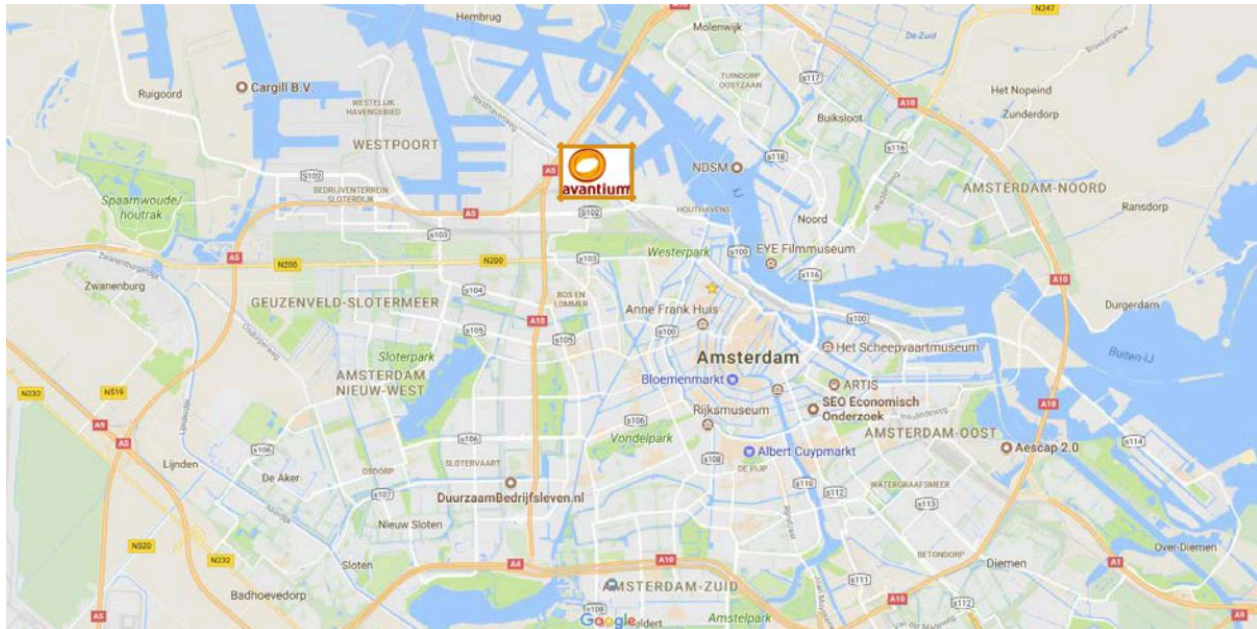 Hembrug
Molenwijk
N247
De Zuid
Broekergouw
Ruigoord
Cargill B.V.
WESTELIJK
HAVENGEBIED
Westhavenweg
TUINDORP
OOSTZAAN
s117
A10
Het Nopeind
Zunderdorp
Buiksloot
WESTPOORT
s116
s118
NDSM
IJ
A5
avantium
S102
BEDRIJVENTERREIN
SLOTERDIJK
AMSTERDAM-NOORD
Spaarnwoude/
houtrak
A5
S102
HOUTHAVENS
Noord
Ransdorp
s103
Westerpark
s100
EYE Filmmuseum
Zwanenburgerdijk
A5
N200
N200
s103
s116
A10
Zwanenburg
GEUZENVELD-SLOTERMEER
s104
BOS EN
LOMMER
Anne Frank Huis
Durgerdam
A10
s105
s105
s100
s100
Sloterpark
Amsterdam
Het Scheepvaartmuseum
Buiten-IJ
AMSTERDAM
NIEUW-WEST
Bloemenmarkt
ARTIS
N232
N519
SEO Economisch
Onderzoek
Rijksmuseum
A10
A9
A5
s106
s106
s106
Vondelpark
AMSTERDAM-OOST
s114
Aescap 2.0
Lijnden
OSDORP
SLOTERVAART
s108
Albert Cuypmarkt
DE PIJP
De Aker
DuurzaamBedrijfsleven.nl
s107
s110
s112
WATERGRAAFSMEER
s113
Nieuw Sloten
N520
N232
Sloten
A4
A10
BETONDORP
Diemen
A1
Over-Diemen
Badhoevedorp
AMSTERDAM-ZUID
s111
A10
s112
A5
s108
Google
Amstelpark
A9